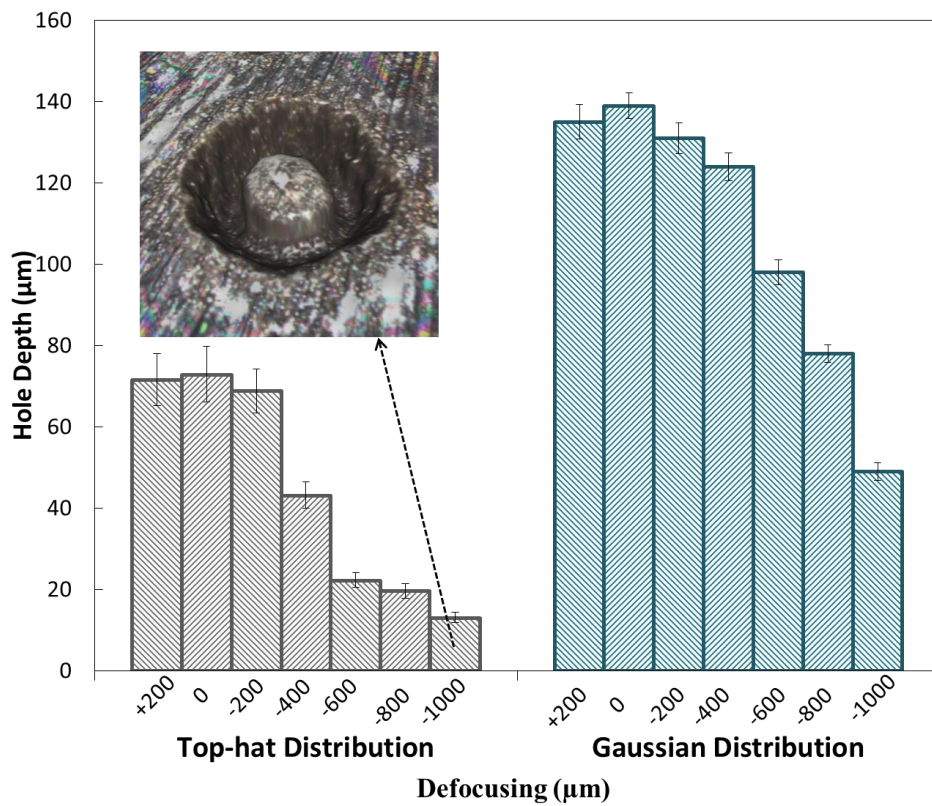 160
140
120
100
80
60
40
20
0
Hole Depth (μm)
+200 0 -200 -400 -600 -800 -1000
+200 0 -200 -400 -600 -800 -1000
Top-hat Distribution
Gaussian Distribution
Defocusing (μm)